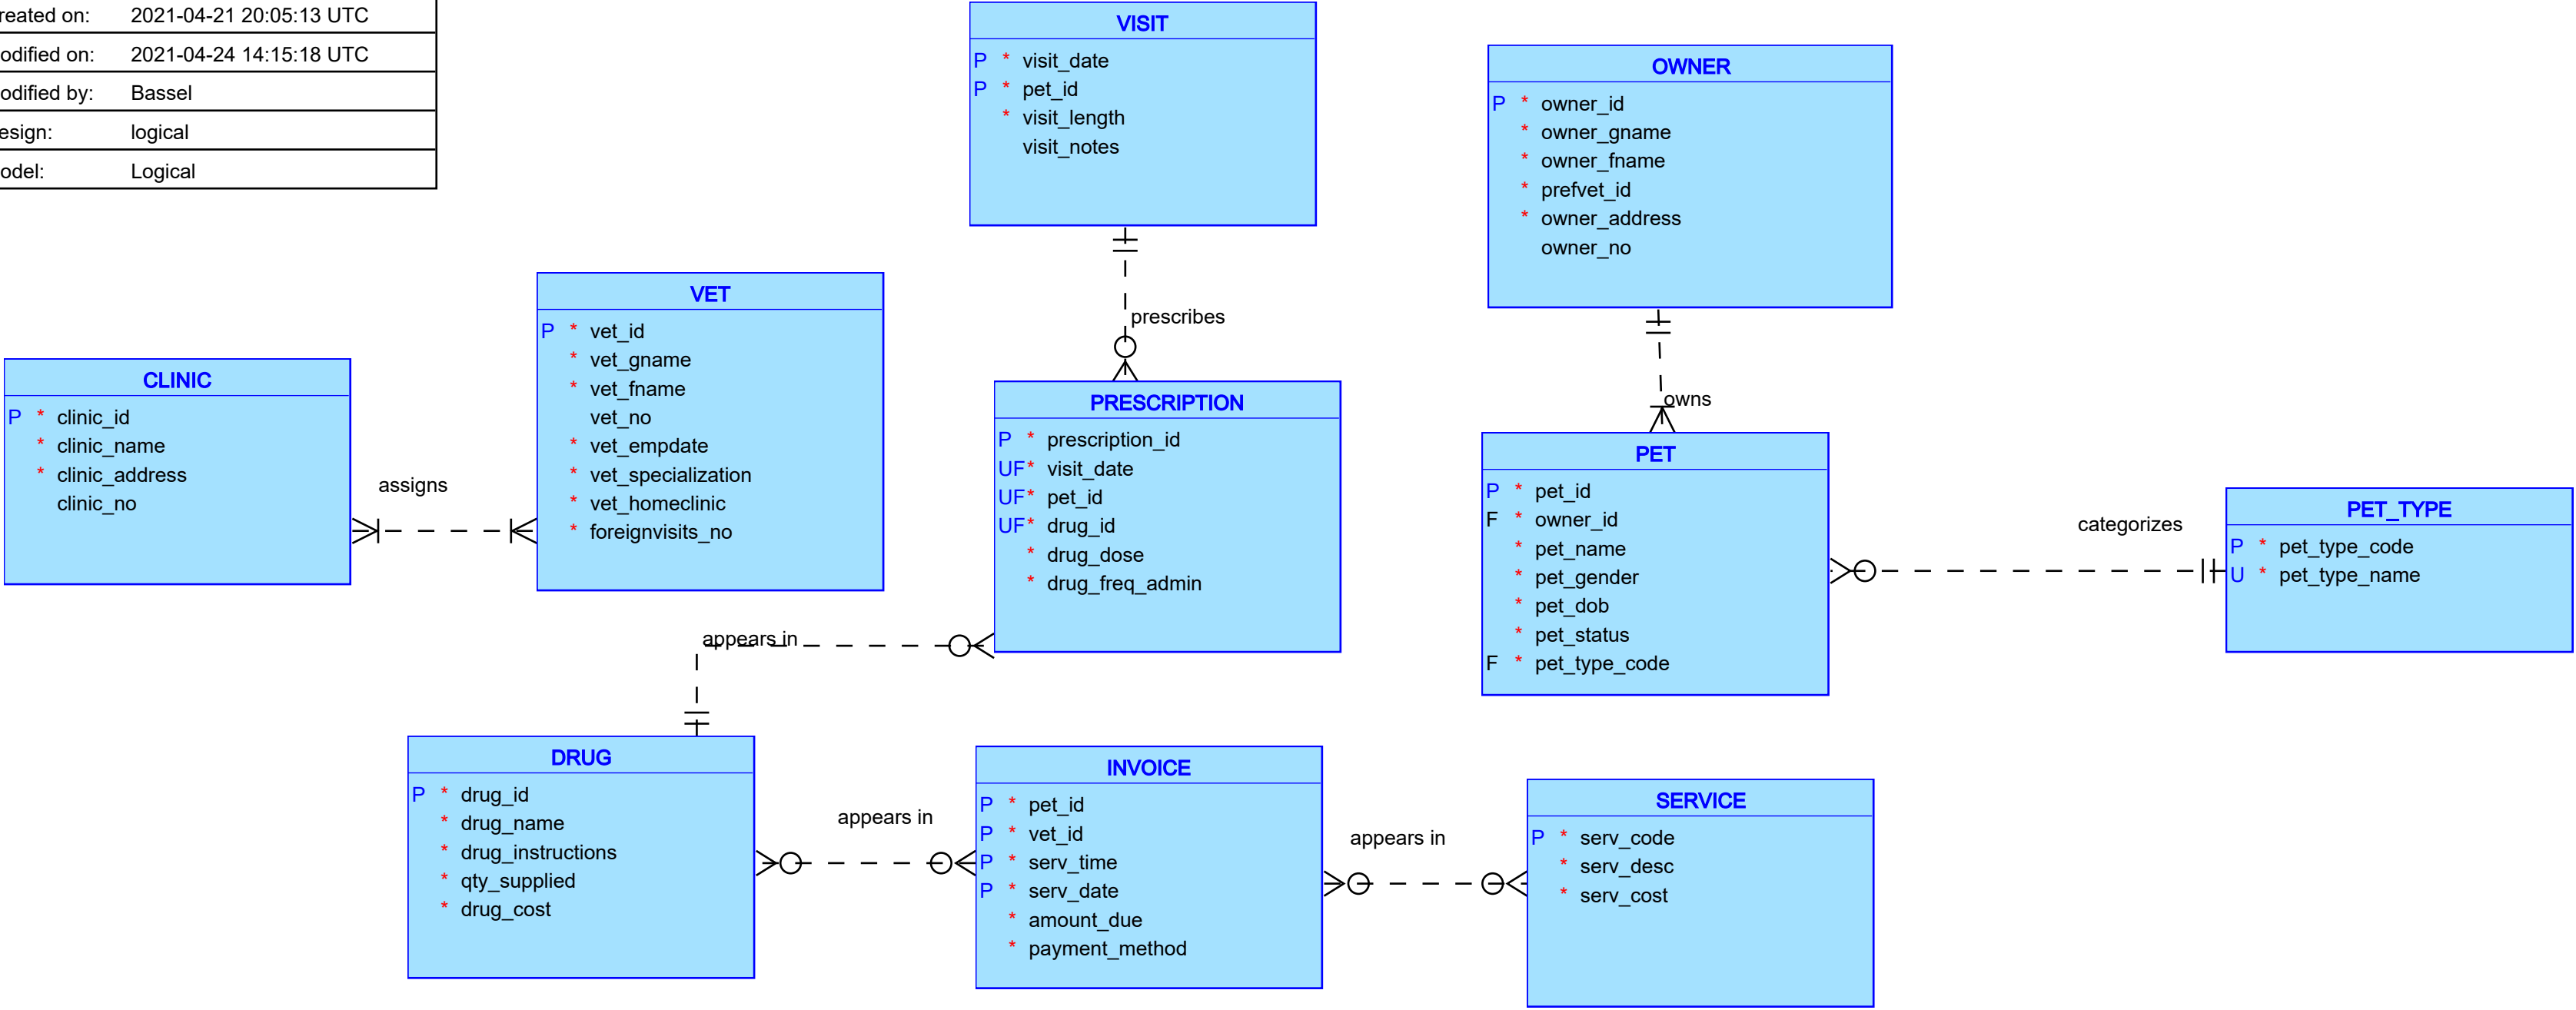 reated on: 2021-04-21 20:05:13 UTC
odified on: 2021-04-24 14:15:18 UTC
odified by: Bassel
esign: logical
odel: Logical
VISIT
P * visit_date
P * pet_id
* visit_length
visit_notes
OWNER
P * owner_id
* owner_gname
* owner_fname
* prefvet_id
* owner_address
owner_no
VET
P * vet_id
* vet_gname
* vet_fname
vet_no
* vet_empdate
* vet_specialization
* vet_homeclinic
* foreignvisits_no
prescribes
CLINIC
P * clinic_id
* clinic_name
* clinic_address
clinic_no
assigns
PRESCRIPTION
P * prescription_id
UF* visit_date
UF* pet_id
UF* drug_id
* drug_dose
* drug_freq_admin
owns
PET
P * pet_id
F * owner_id
* pet_name
* pet_gender
* pet_dob
* pet_status
F * pet_type_code
categorizes
PET_TYPE
P * pet_type_code
U * pet_type_name
appears in
DRUG
P * drug_id
* drug_name
* drug_instructions
* qty_supplied
* drug_cost
appears in
INVOICE
P * pet_id
P * vet_id
P * serv_time
P * serv_date
* amount_due
* payment_method
appears in
SERVICE
P * serv_code
* serv_desc
* serv_cost